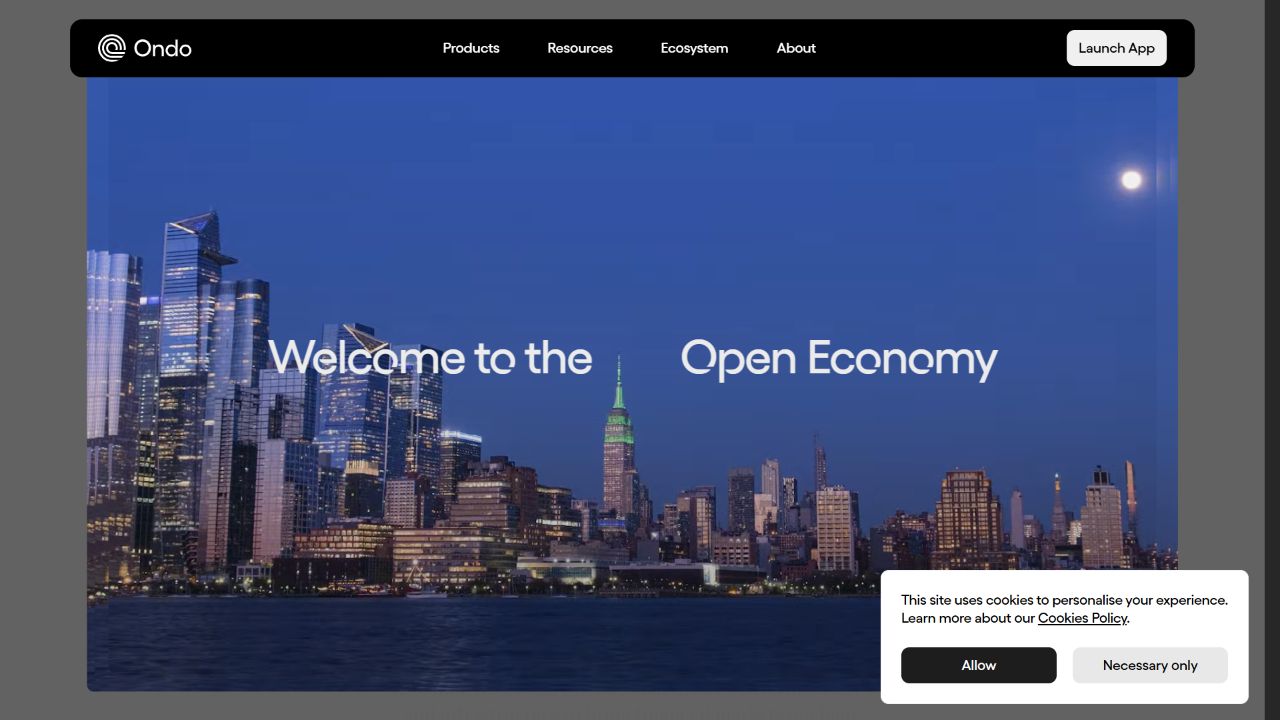 Ondo
Products
Resources
Ecosystem
About
Launch App
Welcome to the Open Economy
This site uses cookies to personalise your experience.
Learn more about our Cookies Policy.
Allow
Necessary only